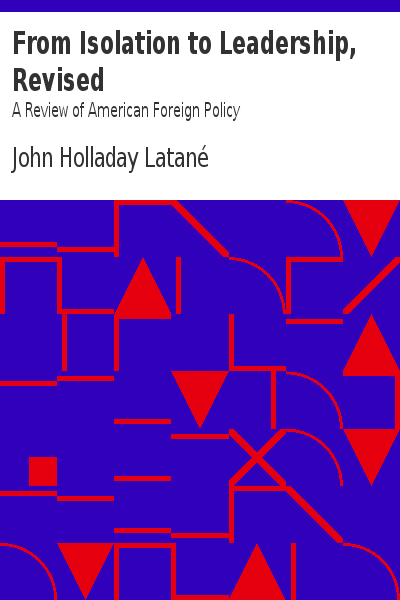 From Isolation to Leadership,
Revised
A Review of American Foreign Policy
John Holladay Latané